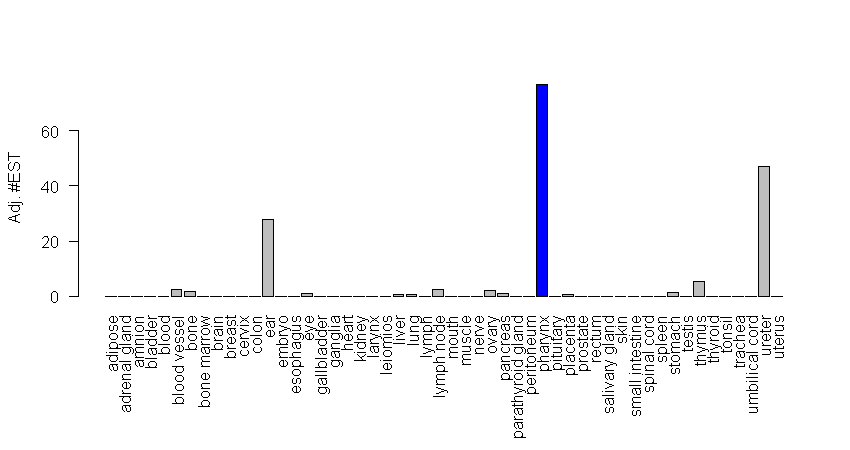 Adj. #EST
60
40
20
0
adipose
adrenal gland
amnion
bladder
blood
blood vessel
bone
bone marrow
brain
breast
cervix
colon
ear
embryo
esophagus
eye
gallbladder
ganglia
heart
kidney
larynx
leiomios
liver
lung
lymph
lymph node
mouth
muscle
nerve
ovary
pancreas
parathyroid gland
peritoneum
pharynx
pituitary
placenta
prostate
rectum
salivary gland
skin
small intestine
spinal cord
spleen
stomach
testis
thymus
thyroid
tonsil
trachea
umbilical cord
ureter
uterus